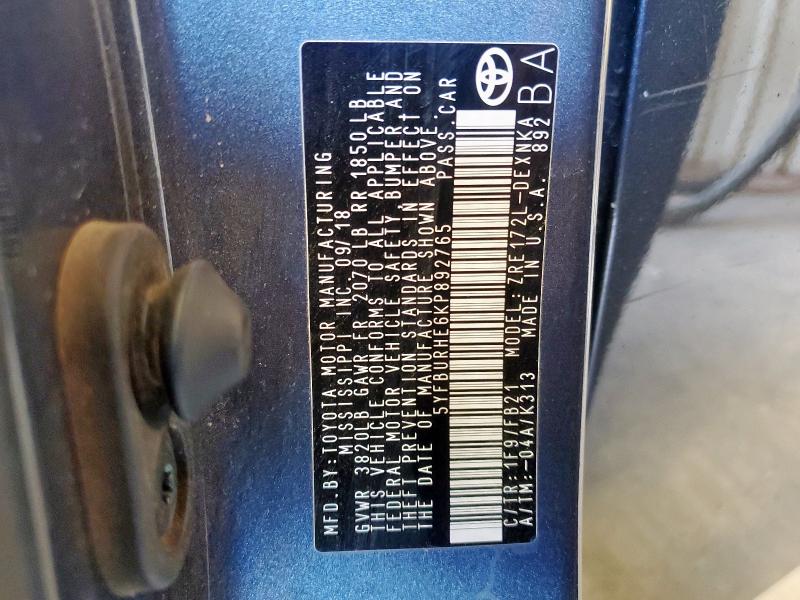 MFD.BY:TOYOTA MOTOR MANUFACTURING
MISSISSIPPI INC.09/18
GVWR 3820LB GAWR FR 2070 LB RR 1850 LB
THIS VEHICLE CONFORMS TO ALL APPLICABLE
FEDERAL MOTOR VEHICLE SAFETY BUMPER AND
THEFT PREVENTION STANDARDS IN EFFECT ON
THE DATE OF MANUFACTURE SHOWN ABOVE
5YFBURHE6KP892765 PASS.CAR
C/TR:1F9/FB21 MODEL:ZRE172L-DEXNKA
A/TM:-04A/K313 MADE IN U.S.A. 892
BA